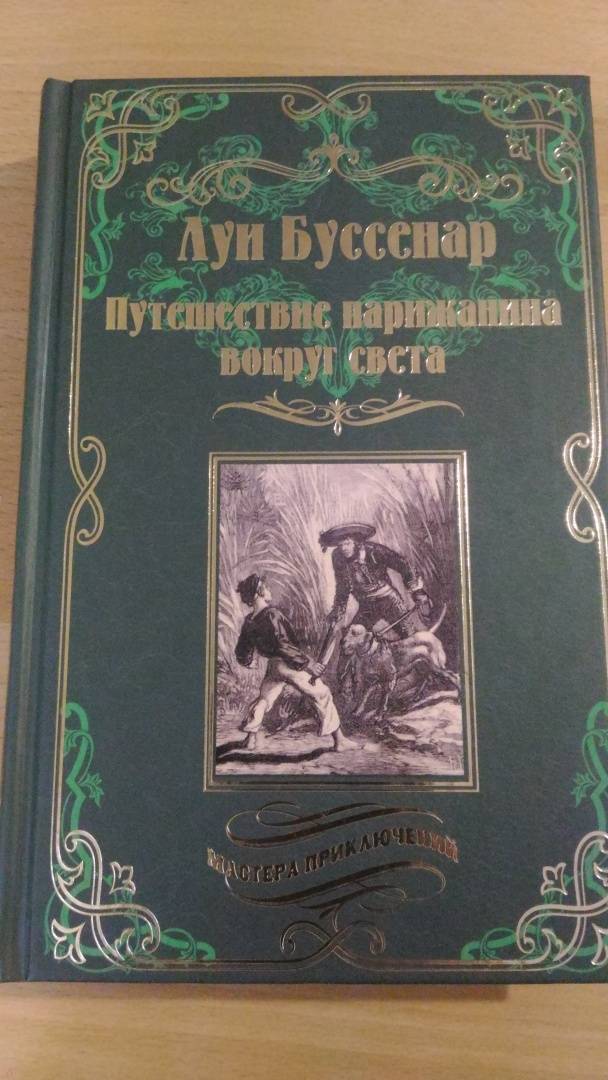 Луи Буссенар
Путешествие парижанина
вокруг света
МАСТЕРА ПРИКЛЮЧЕНИЙ